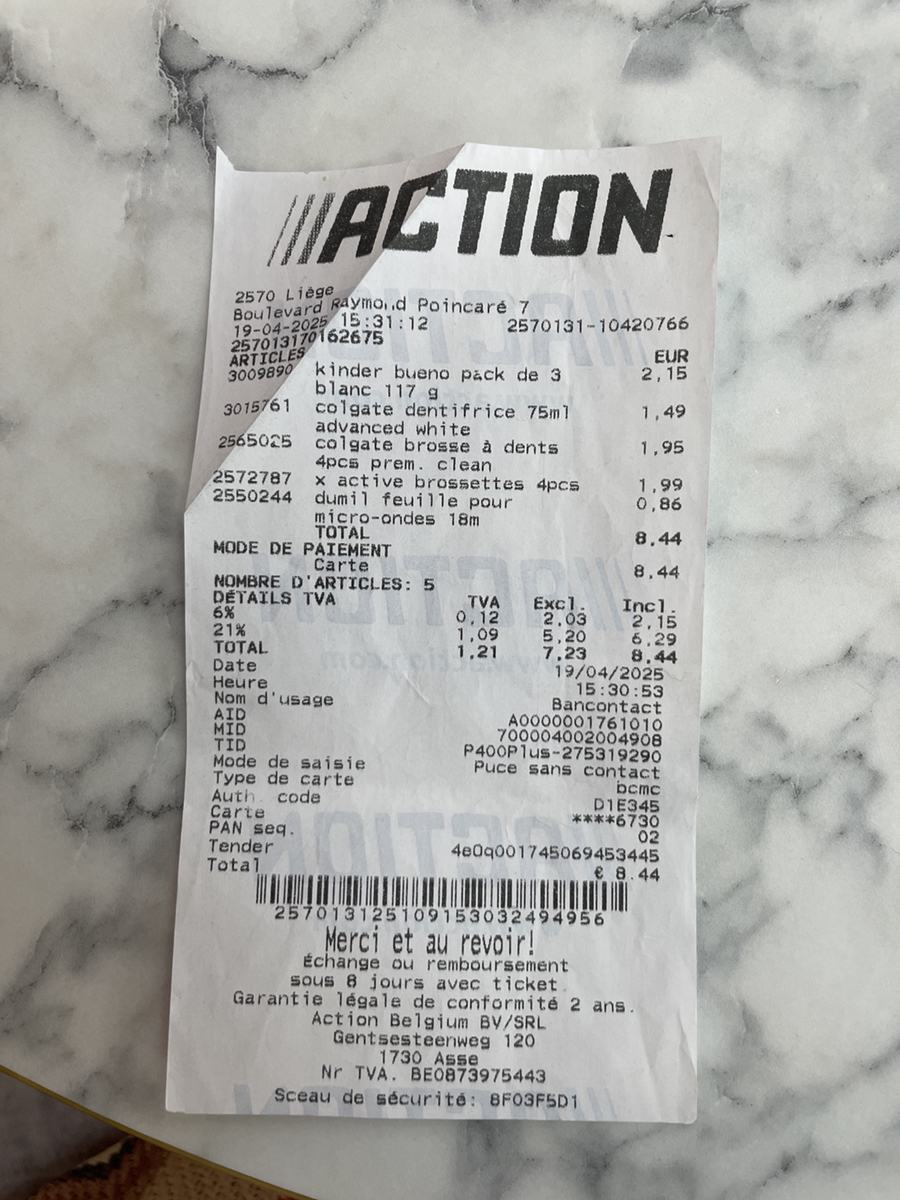 ACTION
2570 Liège
Boulevard Raymond Poincaré 7
19-04-2025 15:31:12 2570131-10420766
257013170162675
ARTICLES EUR
3009890 kinder bueno pack de 3 2,15
blanc 117 g
3015761 colgate dentifrice 75ml 1,49
advanced white
2565025 colgate brosse à dents 1,95
4pcs prem. clean
2572787 x active brossettes 4pcs 1,99
2550244 dumil feuille pour 0,86
micro-ondes 18m
TOTAL 8,44
MODE DE PAIEMENT
Carte 8,44
NOMBRE D'ARTICLES: 5
DÉTAILS TVA TVA Excl. Incl.
6% 0,12 2,03 2,15
21% 1,09 5,20 6,29
TOTAL 1,21 7,23 8,44
Date 19/04/2025
Heure 15:30:53
Nom d'usage Bancontact
AID A0000001761010
MID 700004002004908
TID P400Plus-275319290
Mode de saisie Puce sans contact
Type de carte bcmc
Auth. code D1E345
Carte ****6730
PAN seq. 02
Tender 4e0q001745069453445
Total € 8.44
257013125109153032494956
Merci et au revoir!
Échange ou remboursement
sous 8 jours avec ticket.
Garantie légale de conformité 2 ans.
Action Belgium BV/SRL
Gentsesteenweg 120
1730 Asse
Nr TVA. BE0873975443
Sceau de sécurité: 8F03F5D1